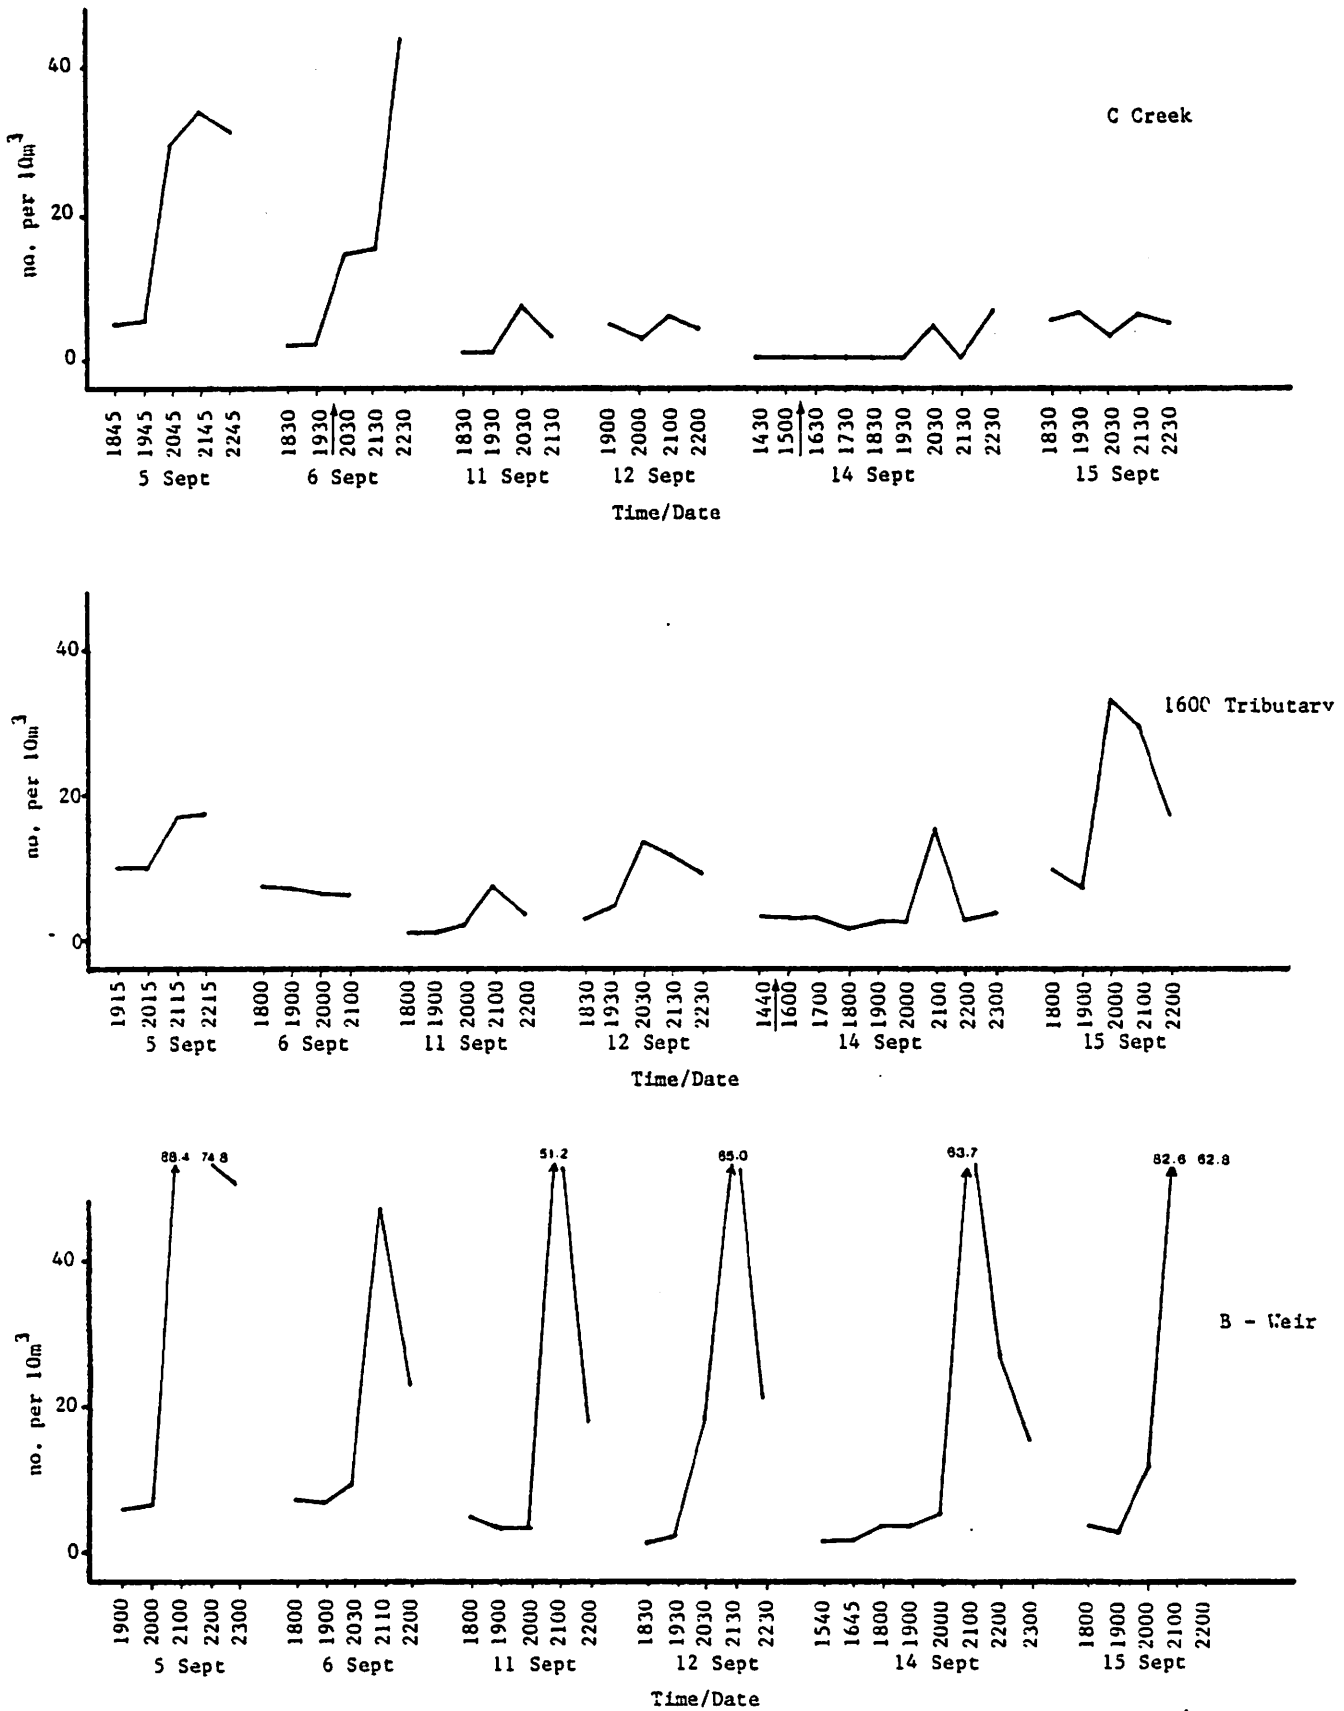 40
C Creek
no. per 10m³
20
0
1845 1945 2045 2145 2245 1830 1930 2030 2130 2230 1830 1930 2030 2130 1900 2000 2100 2200 1430 1500 1630 1730 1830 1930 2030 2130 2230 1830 1930 2030 2130 2230
5 Sept 6 Sept 11 Sept 12 Sept 14 Sept 15 Sept
Time/Date
40
1600 Tributary
no. per 10m³
20
0
1915 2015 2115 2215 1800 1900 2000 2100 1800 1900 2000 2100 2200 1830 1930 2030 2130 2230 1440 1600 1700 1800 1900 2000 2100 2200 2300 1800 1900 2000 2100 2200
5 Sept 6 Sept 11 Sept 12 Sept 14 Sept 15 Sept
Time/Date
88.4 74.8 51.2 65.0 63.7 82.6 62.8
40
B - Weir
no. per 10m³
20
0
1900 2000 2100 2200 2300 1800 1900 2030 2110 2200 1800 1900 2000 2100 2200 1830 1930 2030 2130 2230 1540 1645 1800 1900 2000 2100 2200 2300 1800 1900 2000 2100 2200
5 Sept 6 Sept 11 Sept 12 Sept 14 Sept 15 Sept
Time/Date